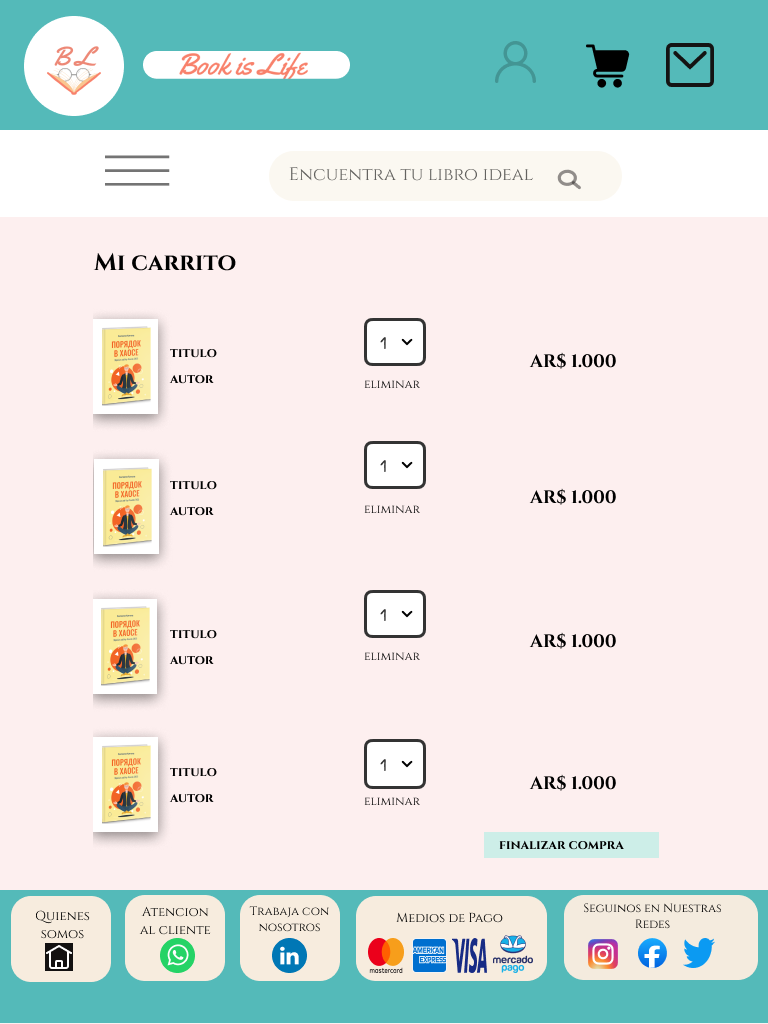 BL
Book is Life
Encuentra tu libro ideal
Mi carrito
ПОРЯДОК
В ХАОСЕ
TITULO
AUTOR
1
ELIMINAR
AR$ 1.000
ПОРЯДОК
В ХАОСЕ
TITULO
AUTOR
1
ELIMINAR
AR$ 1.000
ПОРЯДОК
В ХАОСЕ
TITULO
AUTOR
1
ELIMINAR
AR$ 1.000
ПОРЯДОК
В ХАОСЕ
TITULO
AUTOR
1
ELIMINAR
AR$ 1.000
FINALIZAR COMPRA
Quienes
somos
Atencion
al cliente
in
Trabaja con
nosotros
Medios de Pago
mastercard
AMERICAN
EXPRESS
VISA
mercado
pago
Seguinos en Nuestras
Redes